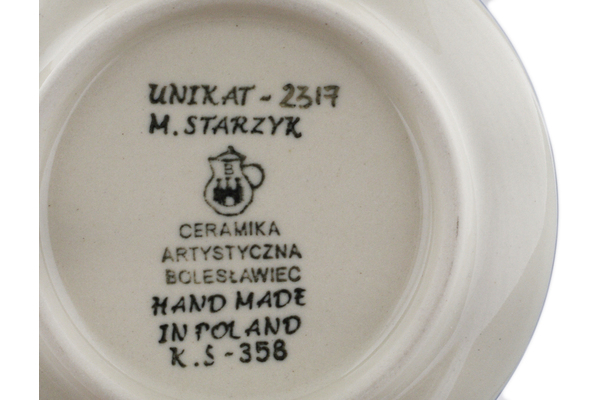 UNIKAT - 2317
M. STARZYK
B
CERAMIKA
ARTYSTYCZNA
BOLESŁAWIEC
HAND MADE
IN POLAND
K.S-358